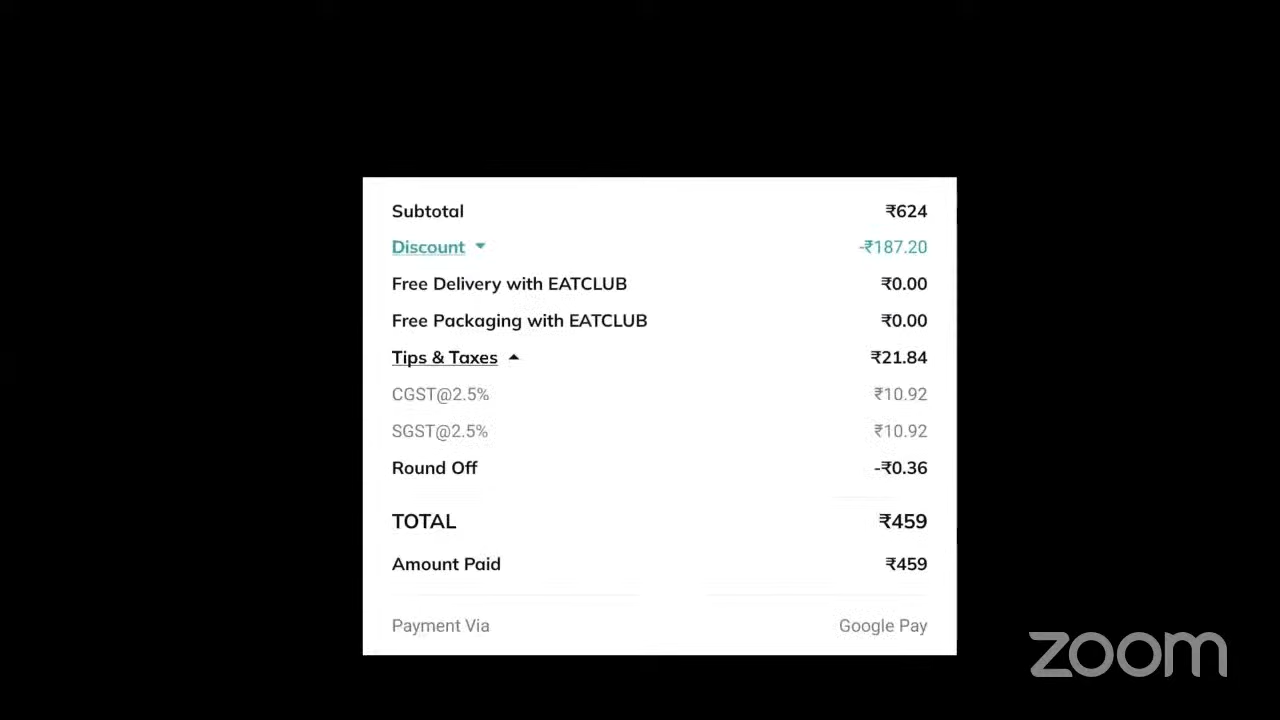 Subtotal ₹624
Discount -₹187.20
Free Delivery with EATCLUB ₹0.00
Free Packaging with EATCLUB ₹0.00
Tips & Taxes ₹21.84
CGST@2.5% ₹10.92
SGST@2.5% ₹10.92
Round Off -₹0.36
TOTAL ₹459
Amount Paid ₹459
Payment Via Google Pay
zoom